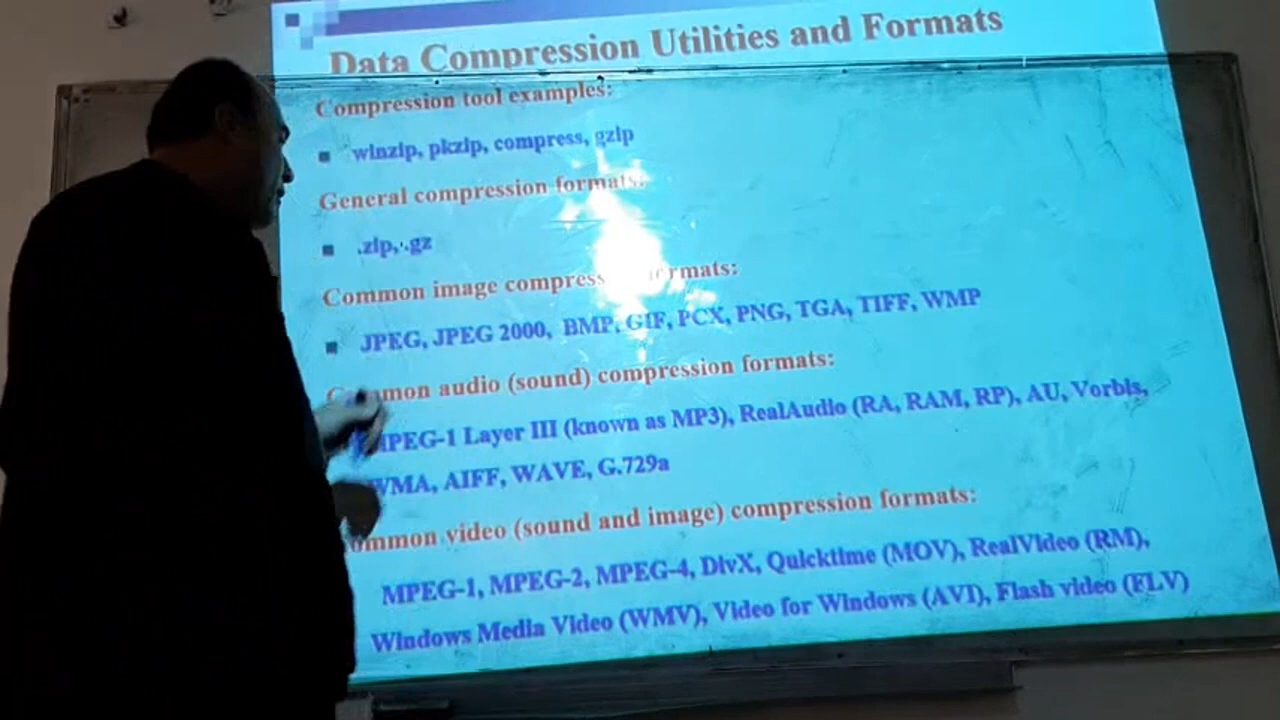 Data Compression Utilities and Formats
Compression tool examples:
winzip, pkzip, compress, gzip
General compression formats:
.zip, .gz
Common image compress rmats:
JPEG, JPEG 2000, BMP, GIF, PCX, PNG, TGA, TIFF, WMP
mmon audio (sound) compression formats:
MPEG-1 Layer III (known as MP3), RealAudio (RA, RAM, RP), AU, Vorbis,
WMA, AIFF, WAVE, G.729a
ommon video (sound and image) compression formats:
MPEG-1, MPEG-2, MPEG-4, DivX, Quicktime (MOV), RealVideo (RM),
Windows Media Video (WMV), Video for Windows (AVI), Flash video (FLV)